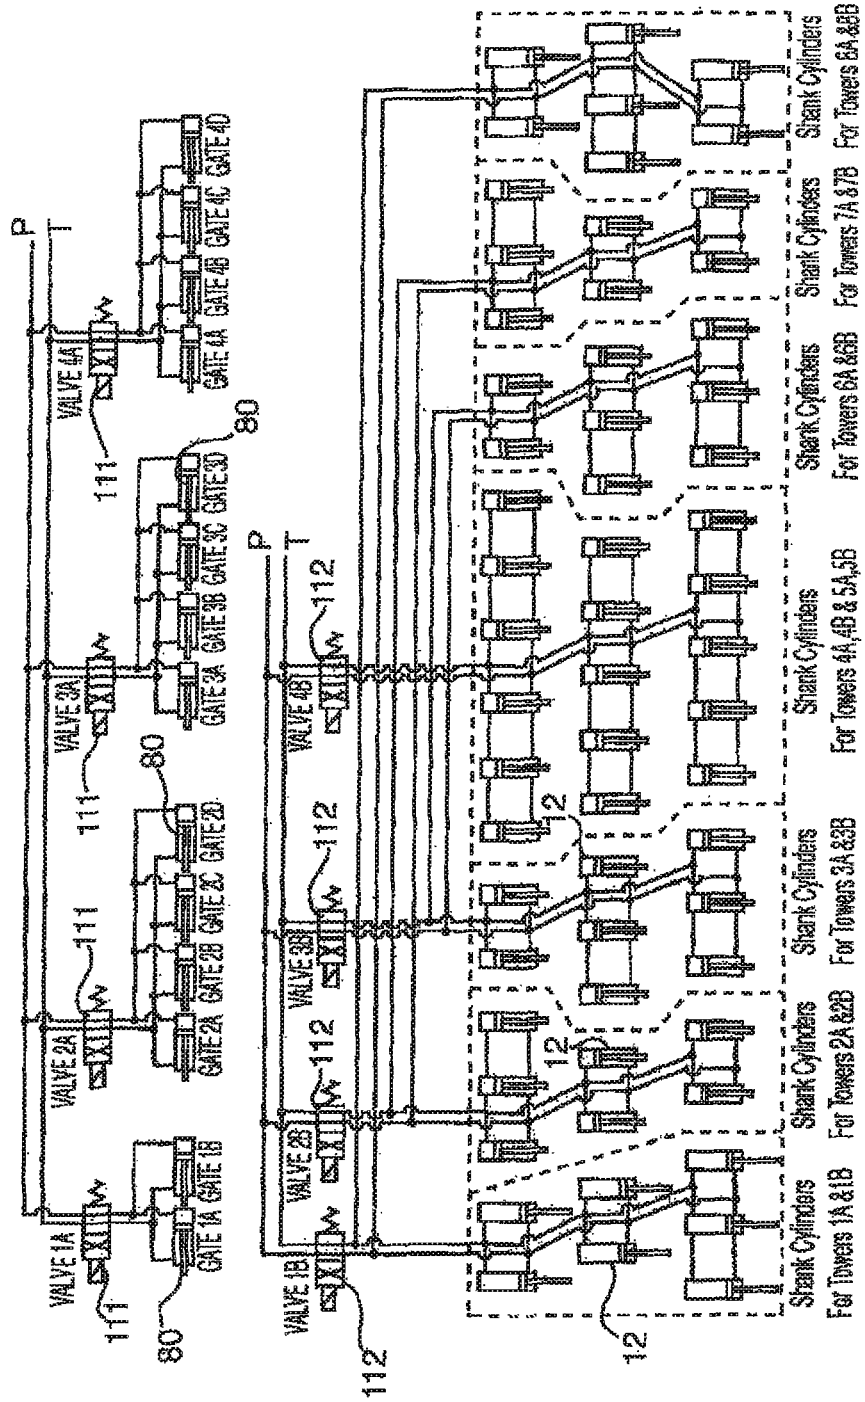 P
T
VALVE 1A
VALVE 2A
VALVE 3A
VALVE 4A
111
111
111
111
GATE 1A
GATE 1B
GATE 2A
GATE 2B
GATE 2C
GATE 2D
GATE 3A
GATE 3B
GATE 3C
GATE 3D
GATE 4A
GATE 4B
GATE 4C
GATE 4D
80
80
80
P
T
VALVE 1B
VALVE 2B
VALVE 3B
VALVE 4B
112
112
112
112
12
12
12
Shank Cylinders
For Towers 1A &1B
Shank Cylinders
For Towers 2A &2B
Shank Cylinders
For Towers 3A &3B
Shank Cylinders
For Towers 4A,4B & 5A,5B
Shank Cylinders
For Towers 6A &6B
Shank Cylinders
For Towers 7A &7B
Shank Cylinders
For Towers 8A &8B